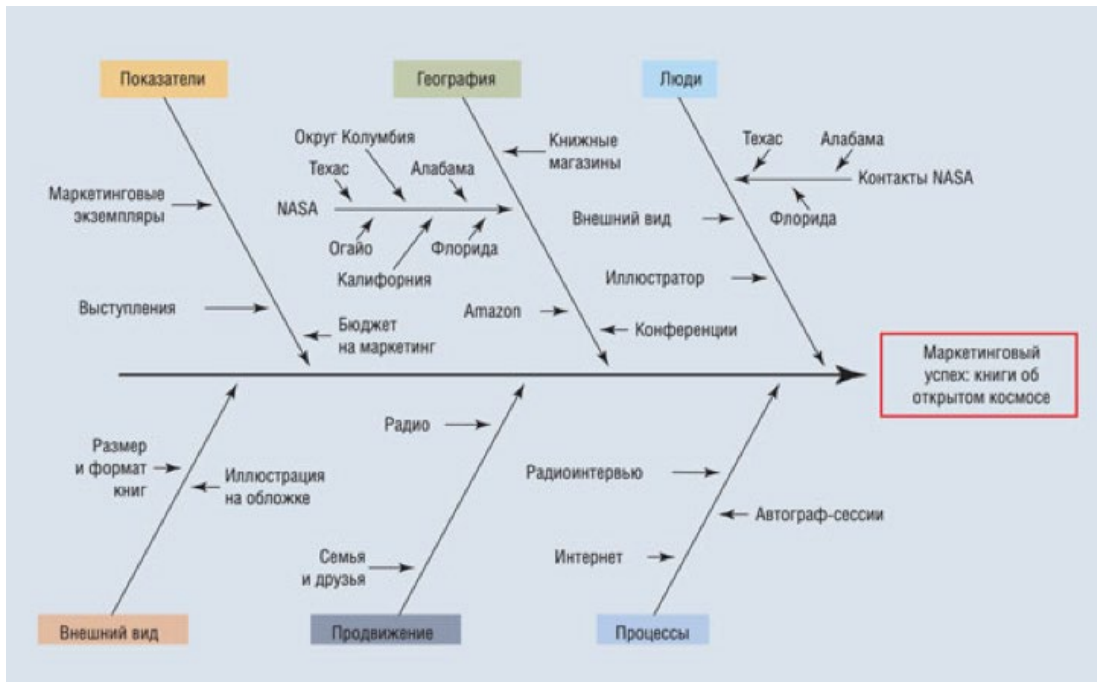 Показатели
География
Люди
Округ Колумбия
Техас
Алабама
NASA
Огайо
Калифорния
Флорида
Книжные
магазины
Техас
Алабама
Контакты NASA
Флорида
Маркетинговые
экземпляры
Внешний вид
Иллюстратор
Выступления
Бюджет
на маркетинг
Amazon
Конференции
Маркетинговый
успех: книги об
открытом космосе
Размер
и формат
книг
Иллюстрация
на обложке
Радио
Семья
и друзья
Радиоинтервью
Автограф-сессии
Интернет
Внешний вид
Продвижение
Процессы